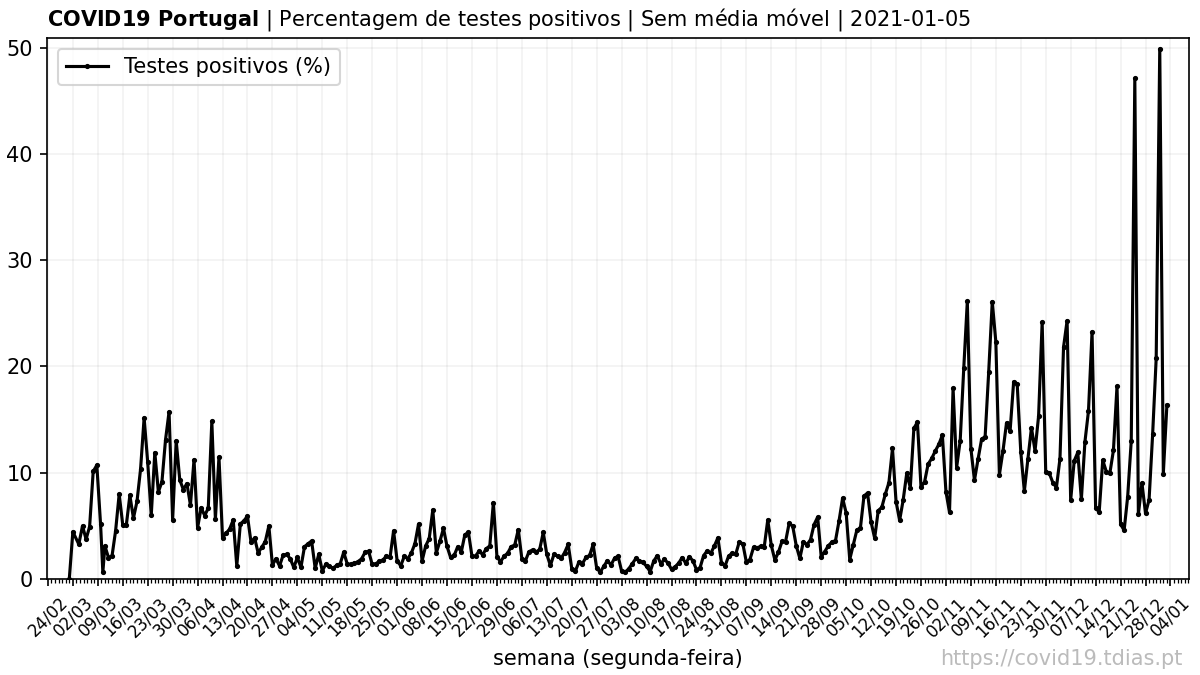 COVID19 Portugal | Percentagem de testes positivos | Sem média móvel | 2021-01-05
Testes positivos (%)
50
40
30
20
10
0
24/02 02/03 09/03 16/03 23/03 30/03 06/04 13/04 20/04 27/04 04/05 11/05 18/05 25/05 01/06 08/06 15/06 22/06 29/06 06/07 13/07 20/07 27/07 03/08 10/08 17/08 24/08 31/08 07/09 14/09 21/09 28/09 05/10 12/10 19/10 26/10 02/11 09/11 16/11 23/11 30/11 07/12 14/12 21/12 28/12 04/01
semana (segunda-feira)
https://covid19.tdias.pt